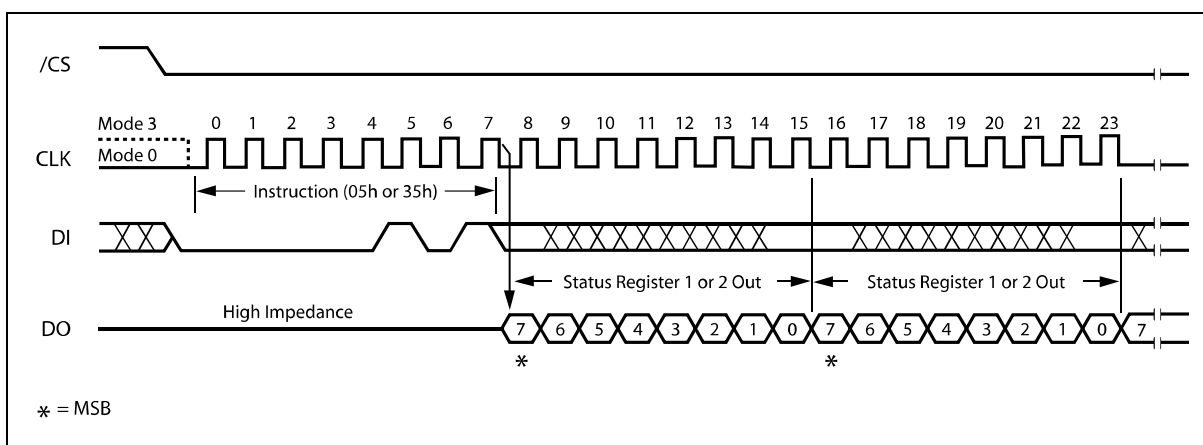 /CS
Mode 3
0 1 2 3 4 5 6 7 8 9 10 11 12 13 14 15 16 17 18 19 20 21 22 23
CLK
Mode 0
Instruction (05h or 35h)
DI
Status Register 1 or 2 Out
Status Register 1 or 2 Out
High Impedance
DO
7 6 5 4 3 2 1 0 7 6 5 4 3 2 1 0 7
* *
* = MSB